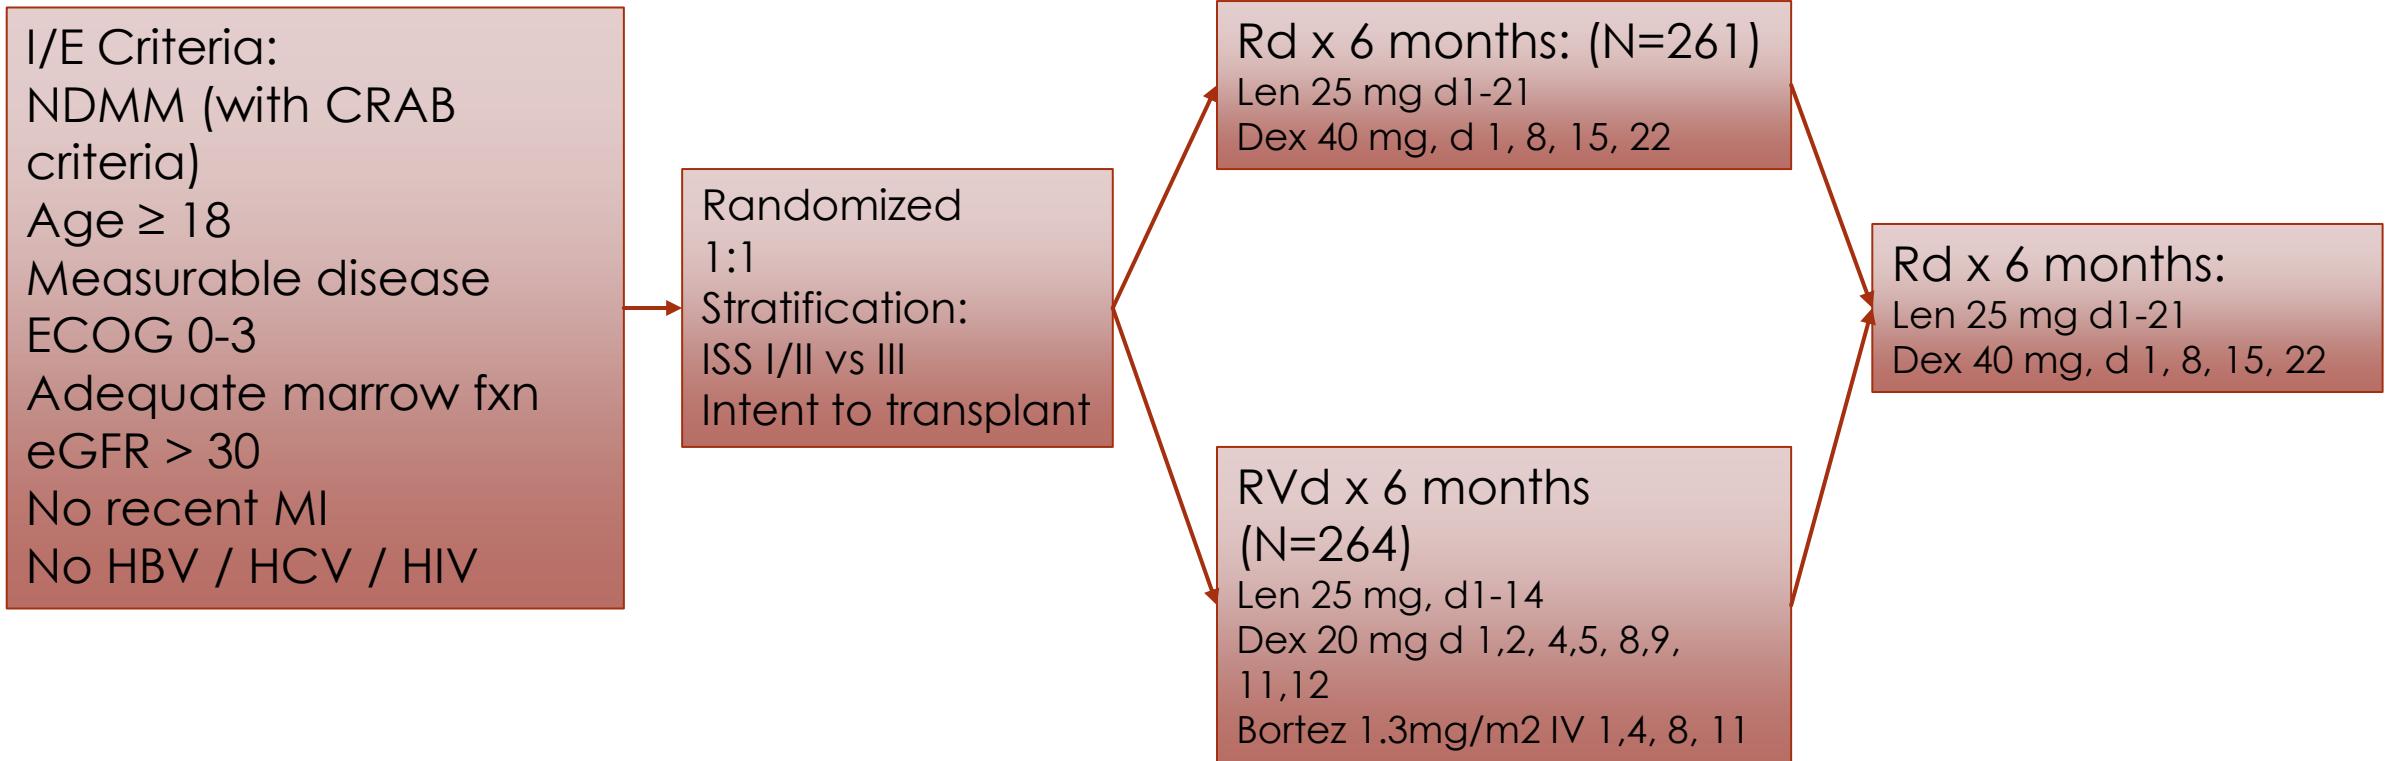 I/E Criteria:
NDMM (with CRAB
criteria)
Age ≥ 18
Measurable disease
ECOG 0-3
Adequate marrow fxn
eGFR > 30
No recent MI
No HBV / HCV / HIV
Randomized
1:1
Stratification:
ISS I/II vs III
Intent to transplant
Rd x 6 months: (N=261)
Len 25 mg d1-21
Dex 40 mg, d 1, 8, 15, 22
RVd x 6 months
(N=264)
Len 25 mg, d1-14
Dex 20 mg d 1,2, 4,5, 8,9,
11,12
Bortez 1.3mg/m2 IV 1,4, 8, 11
Rd x 6 months:
Len 25 mg d1-21
Dex 40 mg, d 1, 8, 15, 22